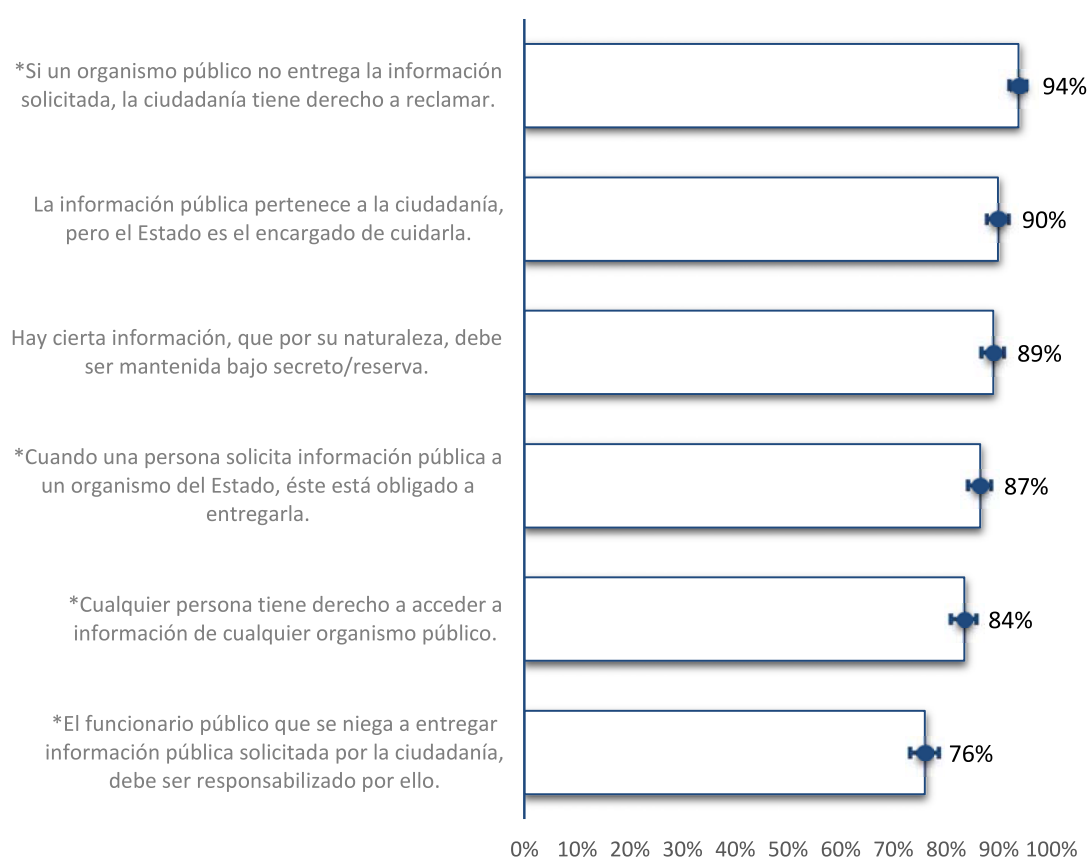 *Si un organismo público no entrega la información
solicitada, la ciudadanía tiene derecho a reclamar.
94%
La información pública pertenece a la ciudadanía,
pero el Estado es el encargado de cuidarla.
90%
Hay cierta información, que por su naturaleza, debe
ser mantenida bajo secreto/reserva.
89%
*Cuando una persona solicita información pública a
un organismo del Estado, éste está obligado a
entregarla.
87%
*Cualquier persona tiene derecho a acceder a
información de cualquier organismo público.
84%
*El funcionario público que se niega a entregar
información pública solicitada por la ciudadanía,
debe ser responsabilizado por ello.
76%
0% 10% 20% 30% 40% 50% 60% 70% 80% 90% 100%